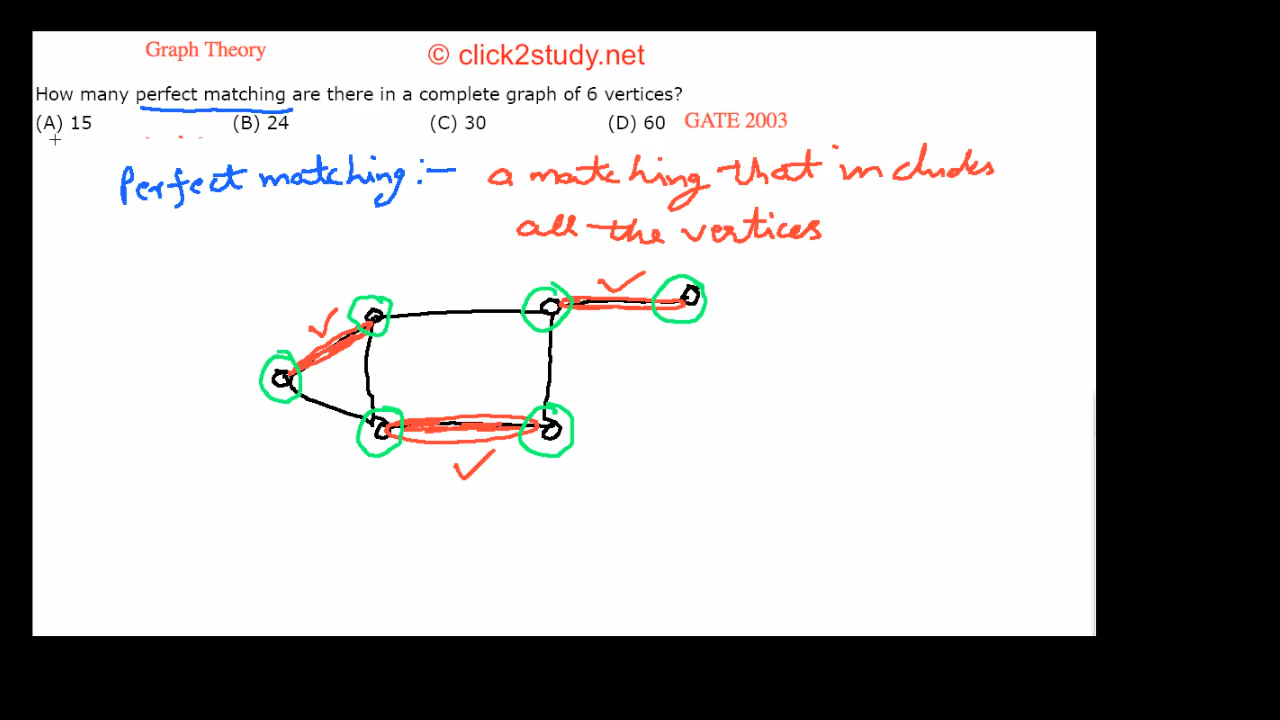 Graph Theory
© click2study.net
How many perfect matching are there in a complete graph of 6 vertices?
(A) 15 (B) 24 (C) 30 (D) 60 GATE 2003
Perfect matching :- a matching that includes
all the vertices